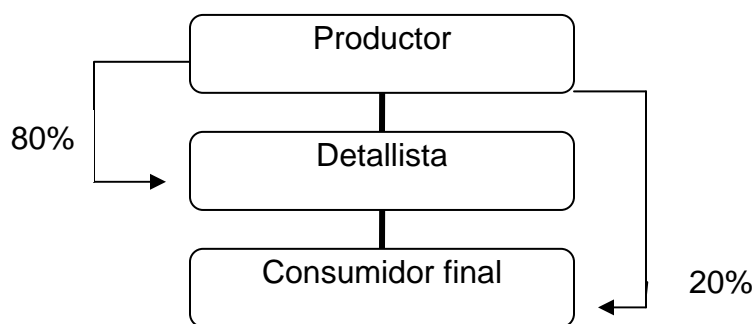 Productor
80%
Detallista
Consumidor final
20%